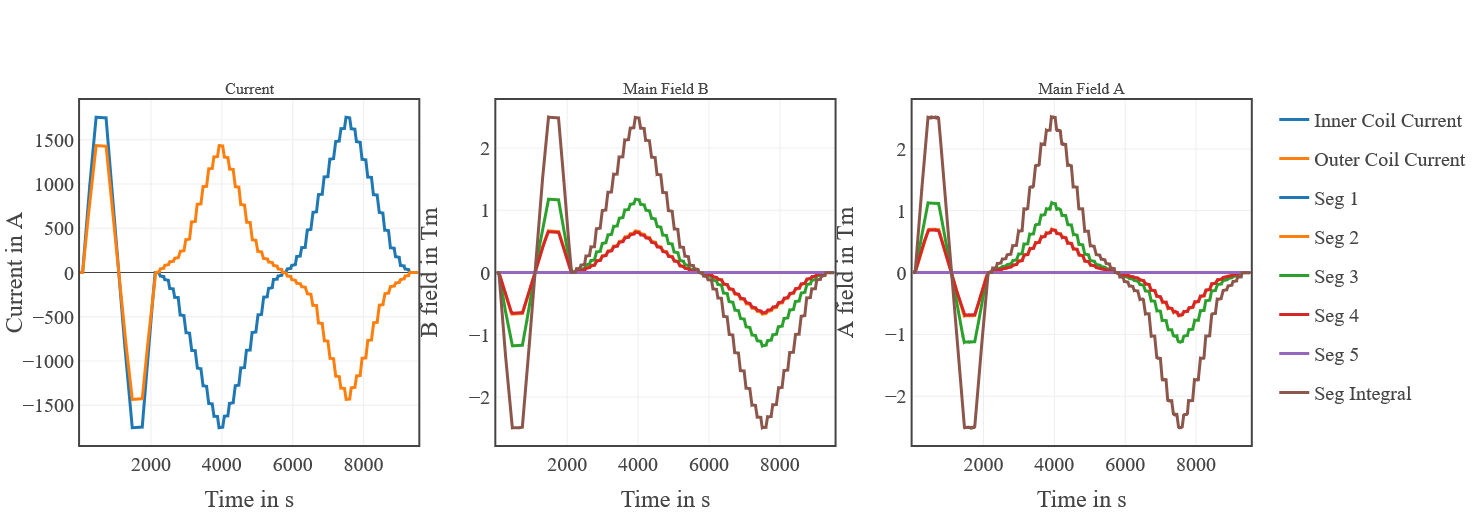 Current
Main Field B
Main Field A
Current in A
1500
1000
500
0
−500
−1000
−1500
2000
4000
6000
8000
Time in s
B field in Tm
2
1
0
−1
−2
2000
4000
6000
8000
Time in s
A field in Tm
2
1
0
−1
−2
2000
4000
6000
8000
Time in s
Inner Coil Current
Outer Coil Current
Seg 1
Seg 2
Seg 3
Seg 4
Seg 5
Seg Integral